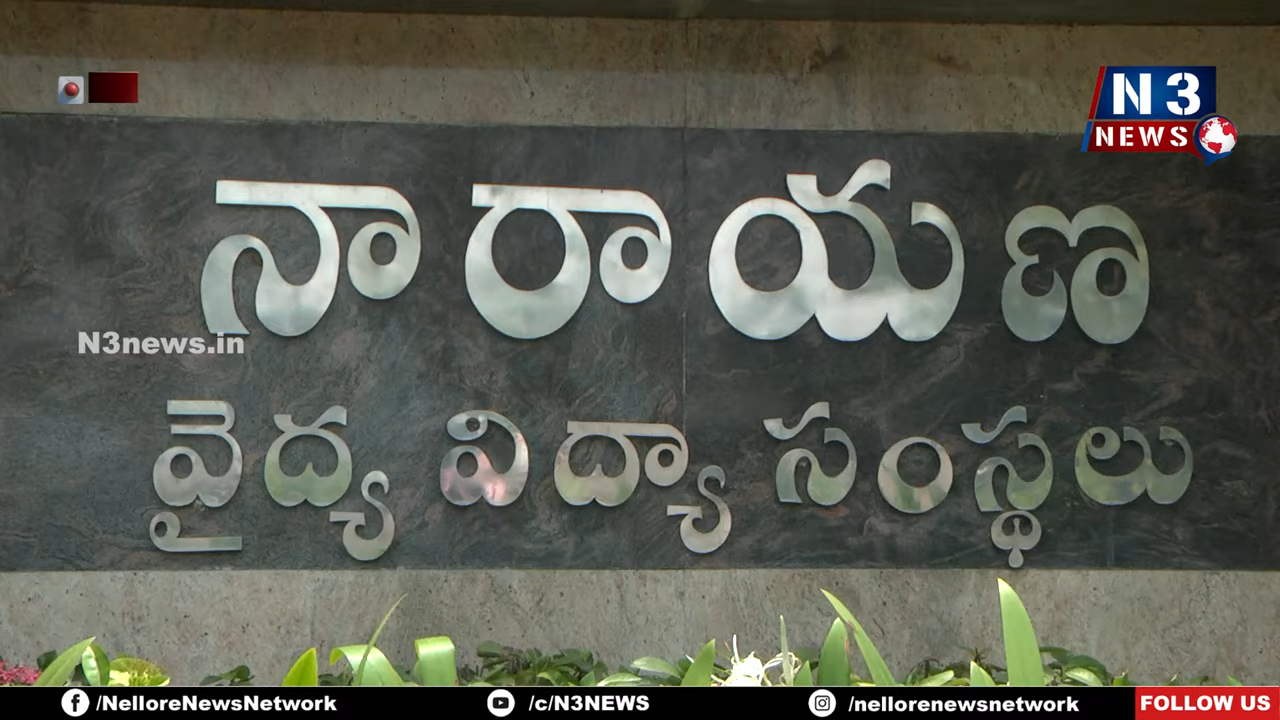 N3
NEWS
నారాయణ
N3news.in
వైద్య విద్యా సంస్థలు
/NelloreNewsNetwork
/c/N3NEWS
/nellorenewsnetwork
FOLLOW US